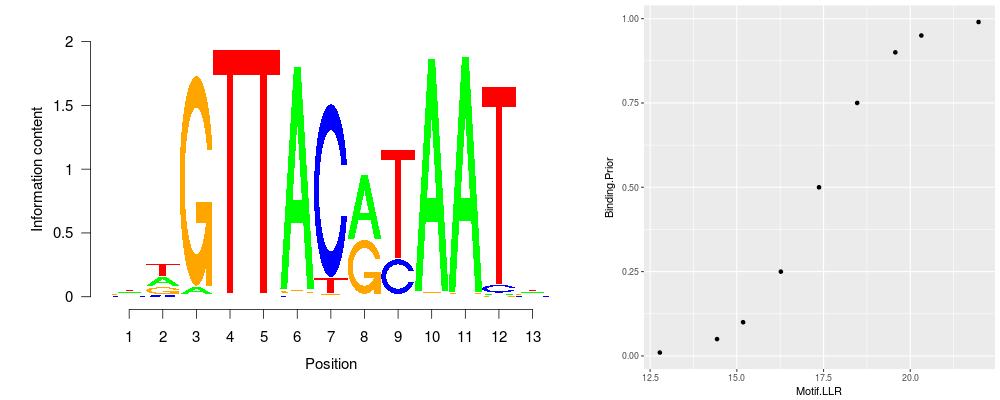 2
1.5
1
0.5
0
Information content
G T T A C A T A A T
T A G A T G C C
1 2 3 4 5 6 7 8 9 10 11 12 13
Position
1.00
0.75
0.50
0.25
0.00
Binding.Prior
12.5 15.0 17.5 20.0
Motif.LLR